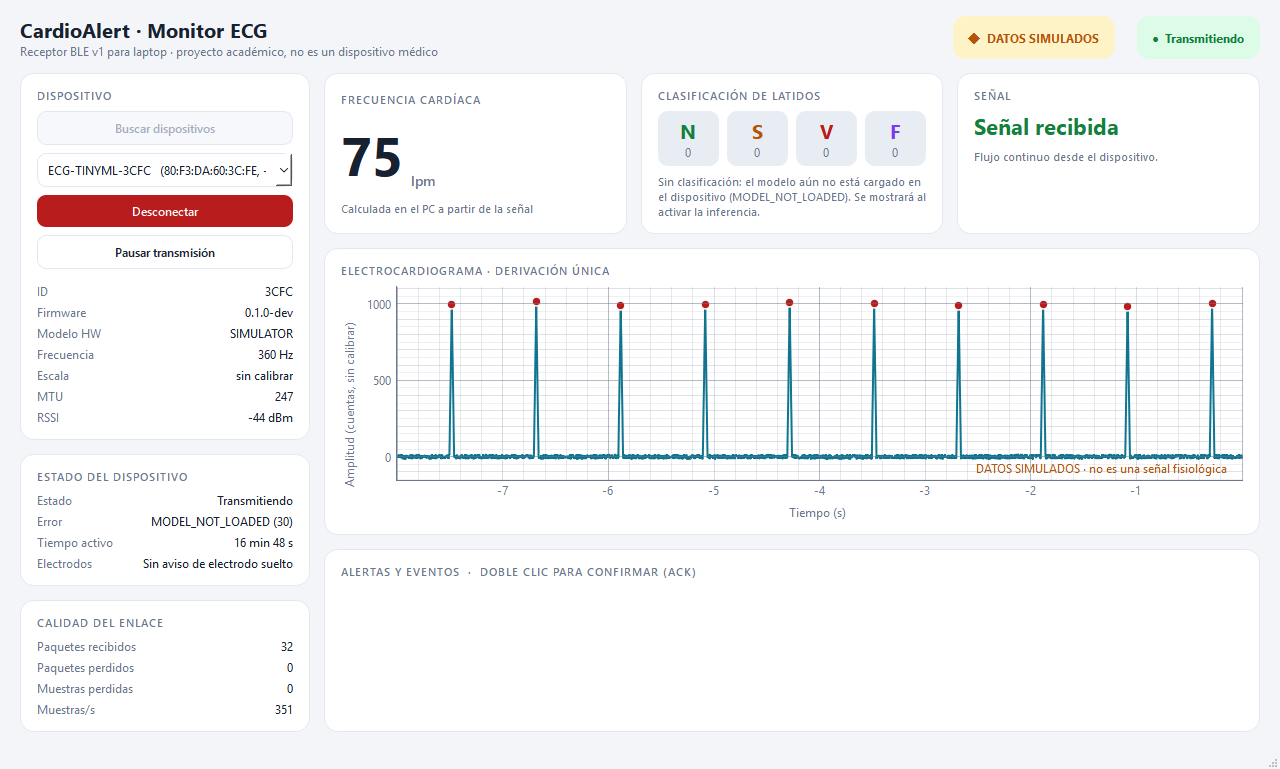 CardioAlert · Monitor ECG
Receptor BLE v1 para laptop · proyecto académico, no es un dispositivo médico
◆ DATOS SIMULADOS
● Transmitiendo
DISPOSITIVO
Buscar dispositivos
ECG-TINYML-3CFC (80:F3:DA:60:3C:FE, -
Desconectar
Pausar transmisión
ID 3CFC
Firmware 0.1.0-dev
Modelo HW SIMULATOR
Frecuencia 360 Hz
Escala sin calibrar
MTU 247
RSSI -44 dBm
ESTADO DEL DISPOSITIVO
Estado Transmitiendo
Error MODEL_NOT_LOADED (30)
Tiempo activo 16 min 48 s
Electrodos Sin aviso de electrodo suelto
CALIDAD DEL ENLACE
Paquetes recibidos 32
Paquetes perdidos 0
Muestras perdidas 0
Muestras/s 351
FRECUENCIA CARDÍACA
75 lpm
Calculada en el PC a partir de la señal
CLASIFICACIÓN DE LATIDOS
N S V F
0 0 0 0
Sin clasificación: el modelo aún no está cargado en
el dispositivo (MODEL_NOT_LOADED). Se mostrará al
activar la inferencia.
SEÑAL
Señal recibida
Flujo continuo desde el dispositivo.
ELECTROCARDIOGRAMA · DERIVACIÓN ÚNICA
Amplitud (cuentas, sin calibrar)
1000
500
0
DATOS SIMULADOS · no es una señal fisiológica
-7 -6 -5 -4 -3 -2 -1
Tiempo (s)
ALERTAS Y EVENTOS · DOBLE CLIC PARA CONFIRMAR (ACK)